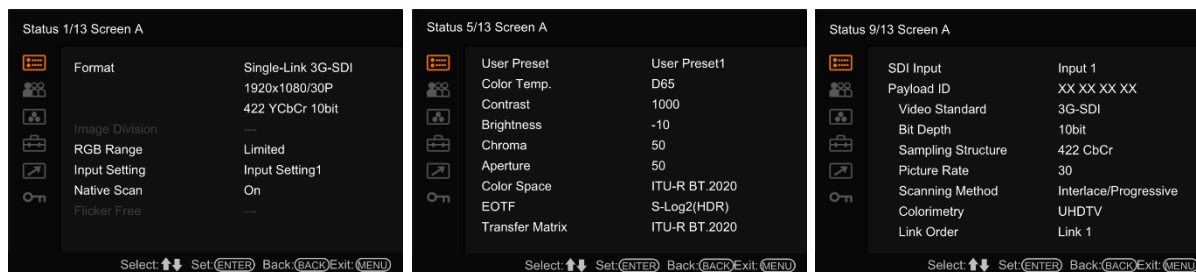 Status 1/13 Screen A
Format Single-Link 3G-SDI
1920x1080/30P
422 YCbCr 10bit
Image Division ---
RGB Range Limited
Input Setting Input Setting1
Native Scan On
Flicker Free ---
Select: Set:ENTER Back:BACK Exit:MENU
Status 5/13 Screen A
User Preset User Preset1
Color Temp. D65
Contrast 1000
Brightness -10
Chroma 50
Aperture 50
Color Space ITU-R BT.2020
EOTF S-Log2(HDR)
Transfer Matrix ITU-R BT.2020
Select: Set:ENTER Back:BACK Exit:MENU
Status 9/13 Screen A
SDI Input Input 1
Payload ID XX XX XX XX
Video Standard 3G-SDI
Bit Depth 10bit
Sampling Structure 422 CbCr
Picture Rate 30
Scanning Method Interlace/Progressive
Colorimetry UHDTV
Link Order Link 1
Select: Set:ENTER Back:BACK Exit:MENU